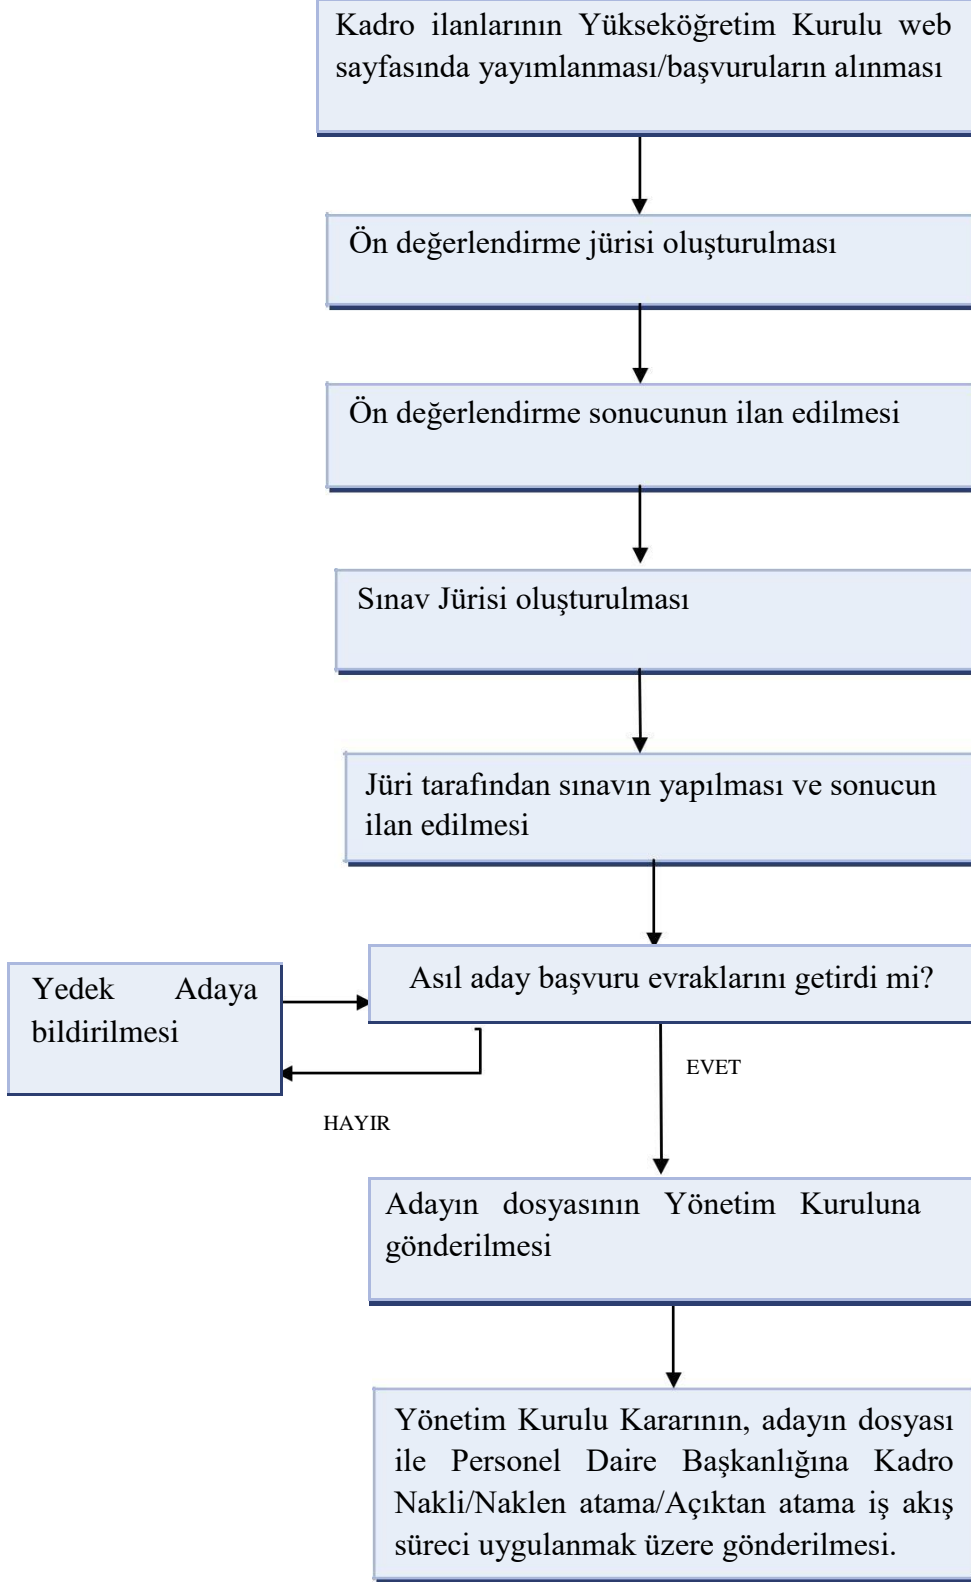 Kadro ilanlarının Yükseköğretim Kurulu web
sayfasında yayımlanması/başvuruların alınması
Ön değerlendirme jürisi oluşturulması
Ön değerlendirme sonucunun ilan edilmesi
Sınav Jürisi oluşturulması
Jüri tarafından sınavın yapılması ve sonucun
ilan edilmesi
Asıl aday başvuru evraklarını getirdi mi?
Yedek Adaya
bildirilmesi
EVET
HAYIR
Adayın dosyasının Yönetim Kuruluna
gönderilmesi
Yönetim Kurulu Kararının, adayın dosyası
ile Personel Daire Başkanlığına Kadro
Nakli/Naklen atama/Açıktan atama iş akış
süreci uygulanmak üzere gönderilmesi.